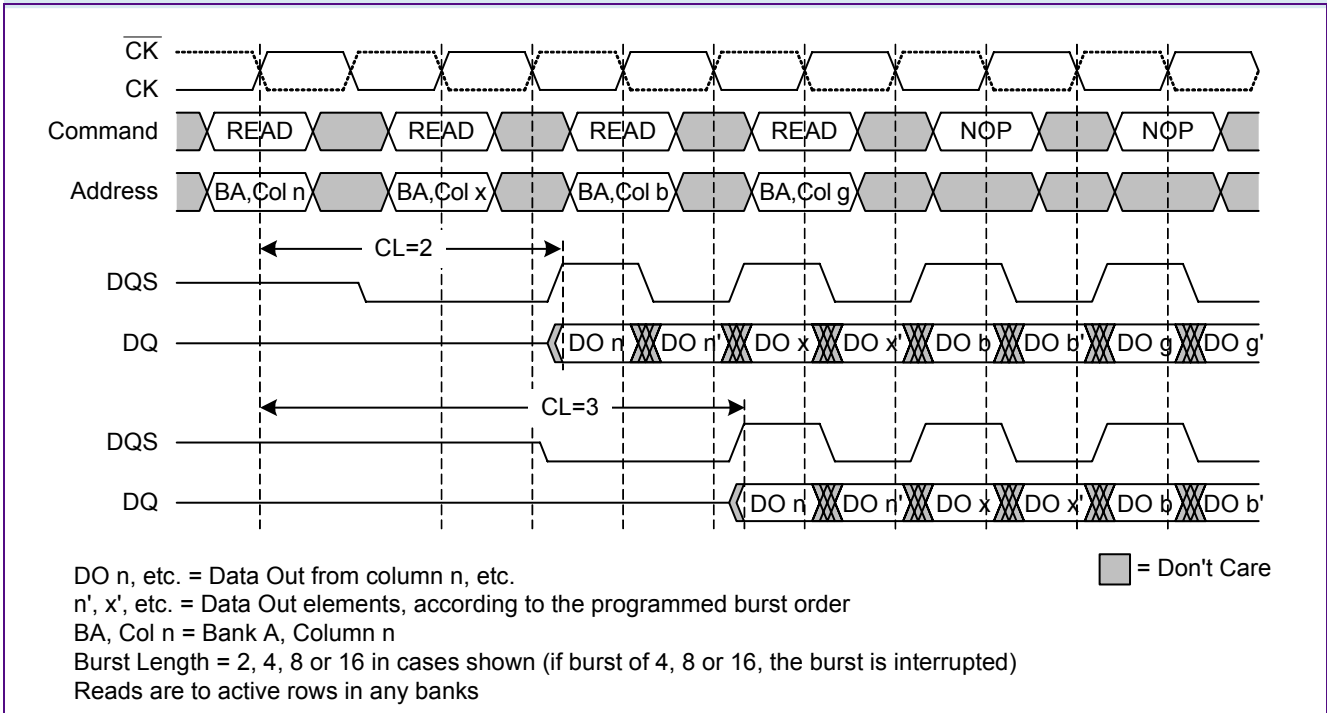 CK
CK
Command READ READ READ READ NOP NOP
Address BA,Col n BA,Col x BA,Col b BA,Col g
CL=2
DQS
DQ DO n DO n' DO x DO x' DO b DO b' DO g DO g'
CL=3
DQS
DQ DO n DO n' DO x DO x' DO b DO b'
DO n, etc. = Data Out from column n, etc.
= Don't Care
n', x', etc. = Data Out elements, according to the programmed burst order
BA, Col n = Bank A, Column n
Burst Length = 2, 4, 8 or 16 in cases shown (if burst of 4, 8 or 16, the burst is interrupted)
Reads are to active rows in any banks